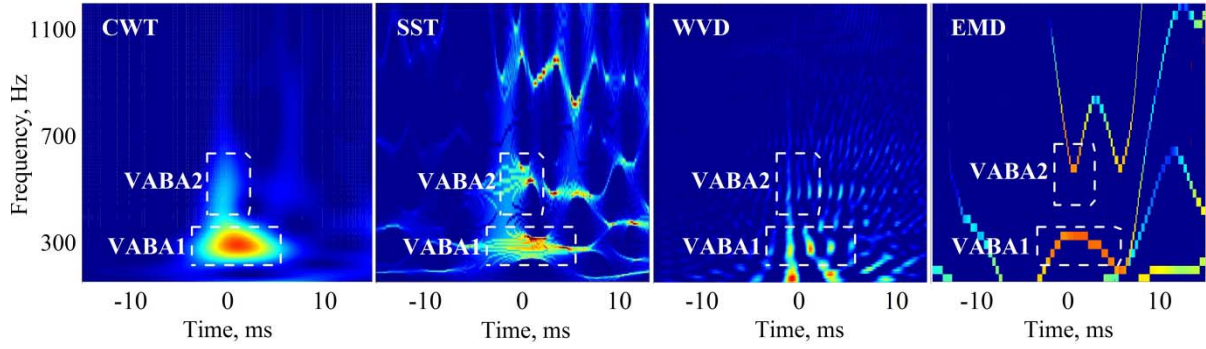 CWT SST WVD EMD
1100
700
300
Frequency, Hz
VABA2 VABA2 VABA2 VABA2
VABA1 VABA1 VABA1 VABA1
-10 0 10 -10 0 10 -10 0 10 -10 0 10
Time, ms Time, ms Time, ms Time, ms